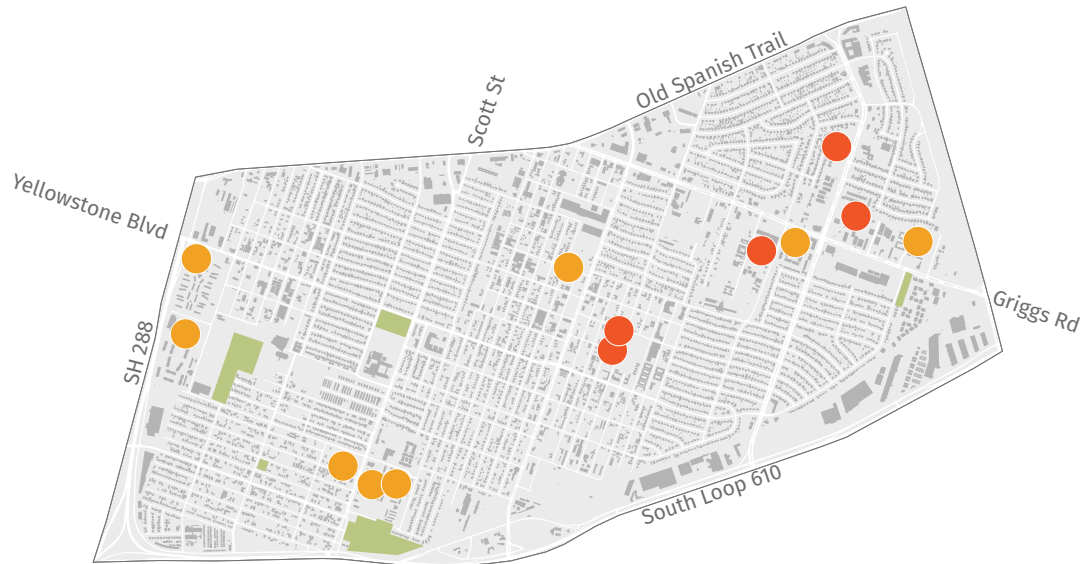 Old Spanish Trail
Scott St
Yellowstone Blvd
Griggs Rd
SH 288
South Loop 610